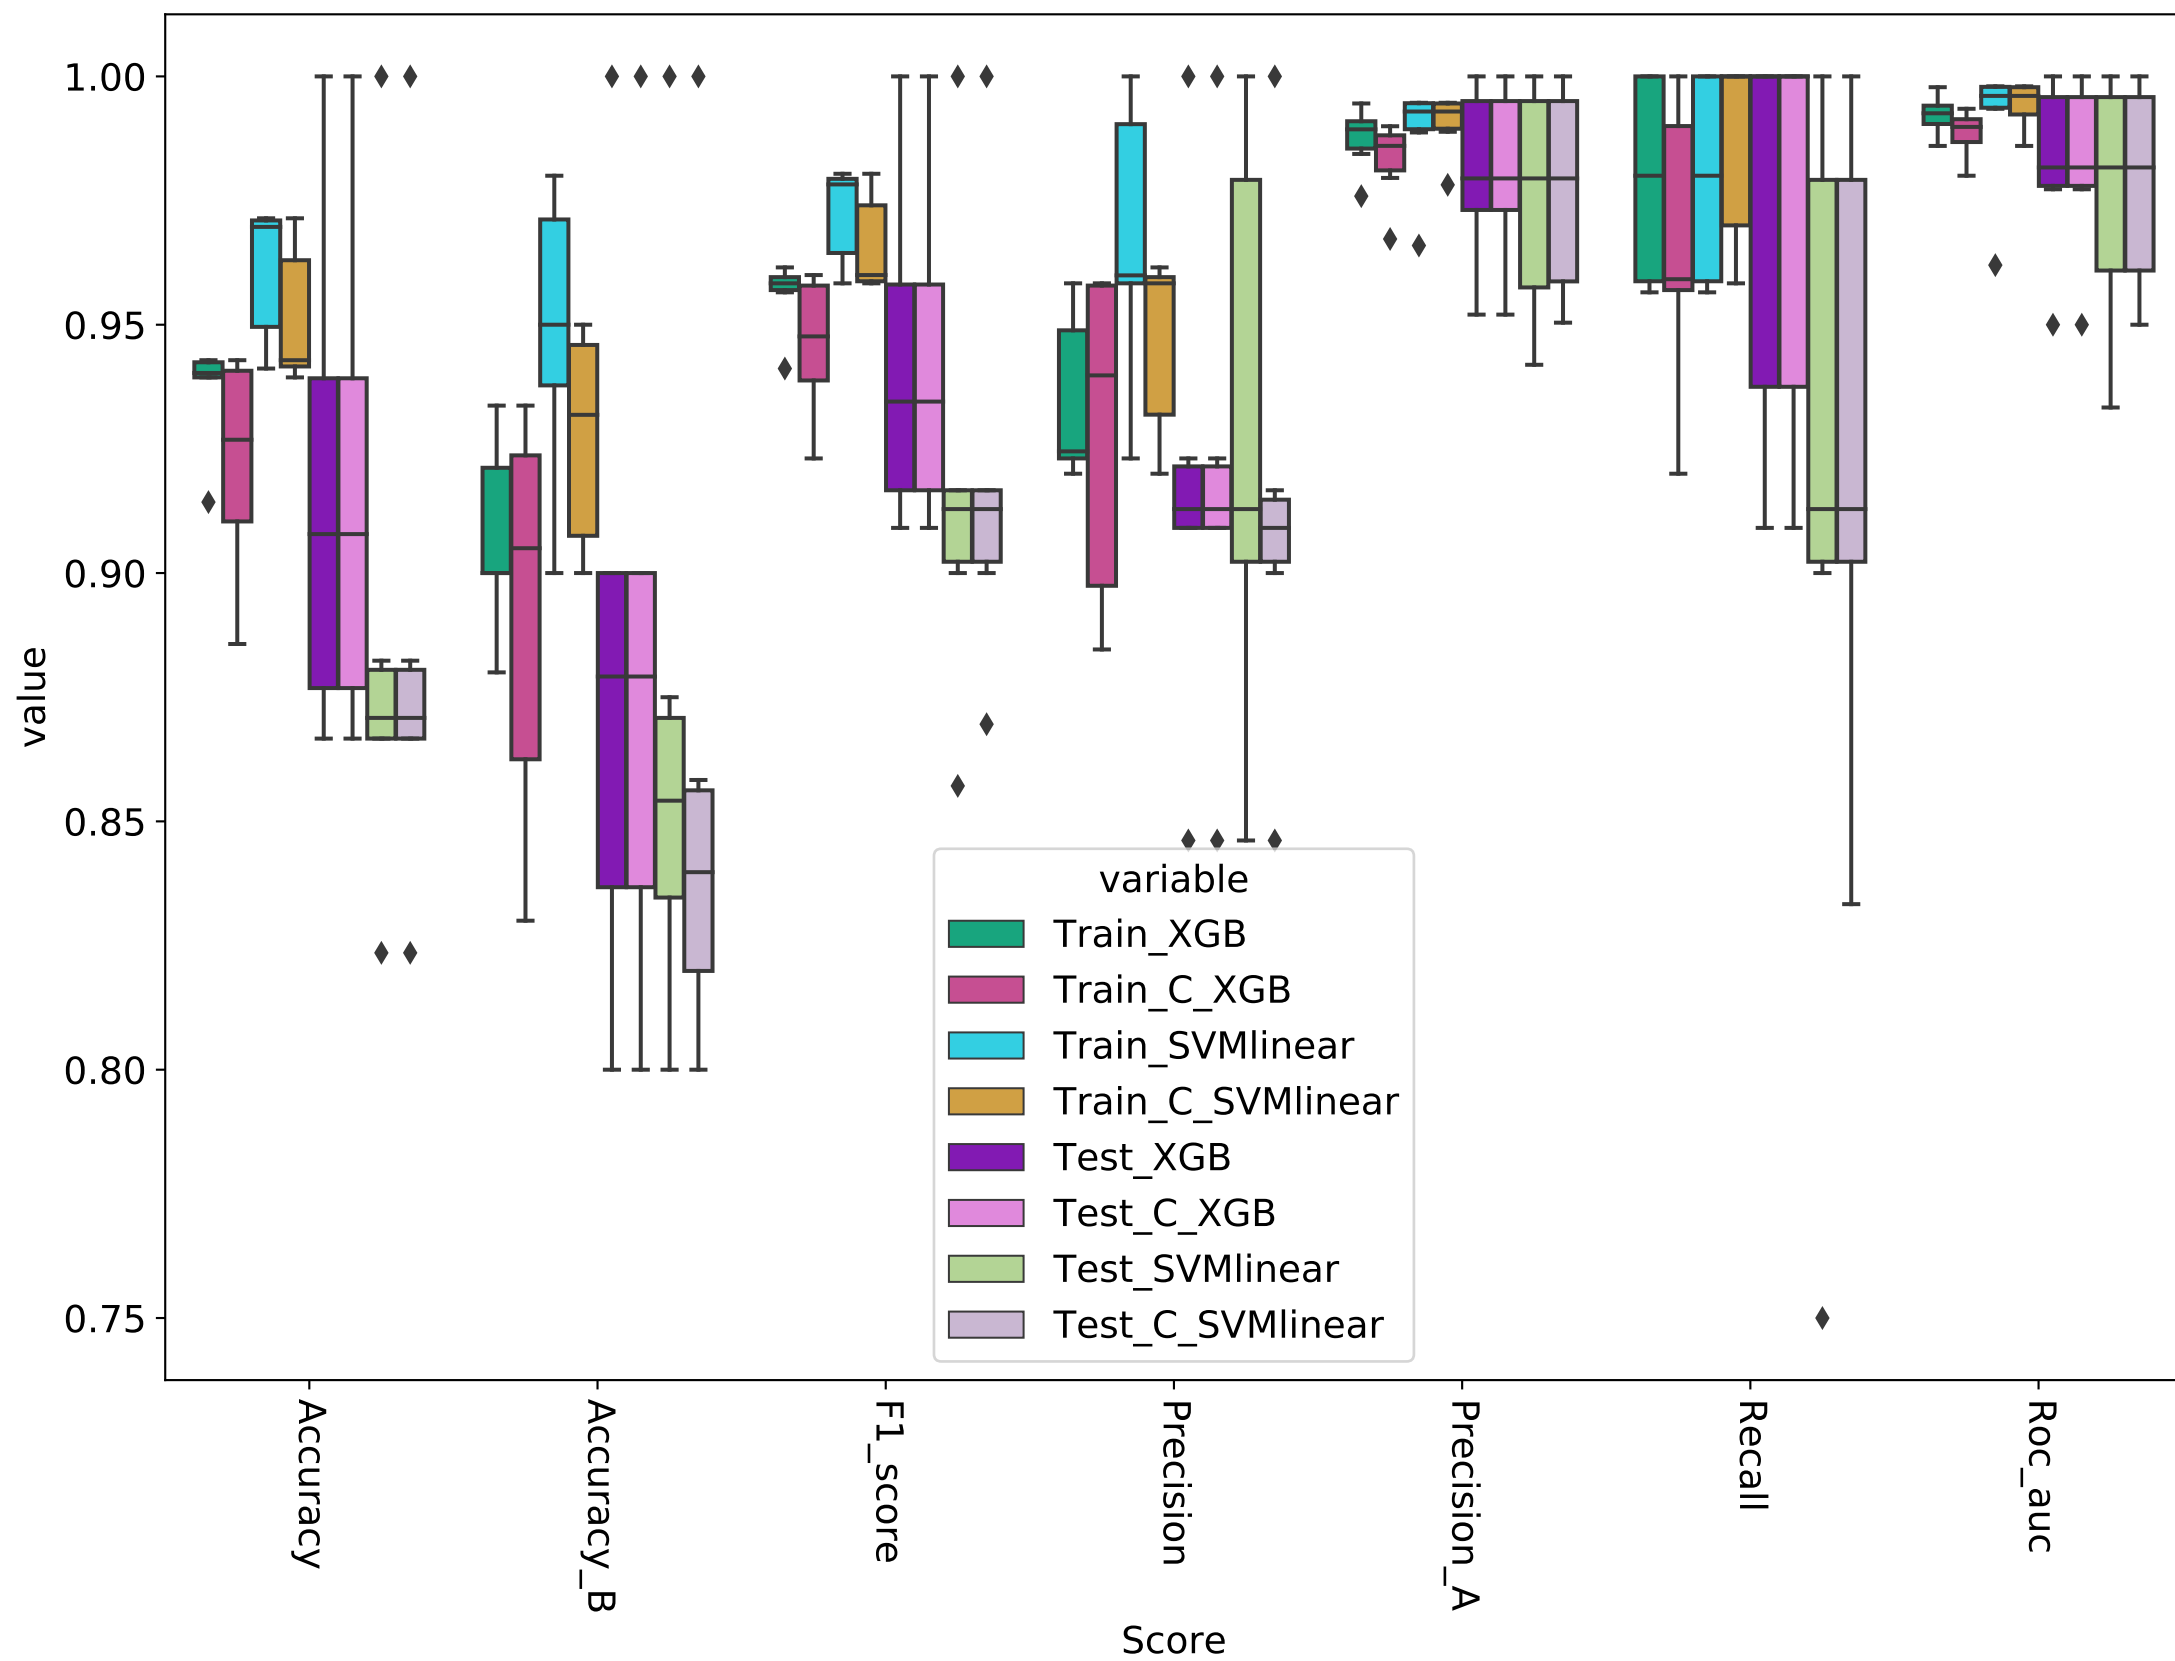 value
1.00
0.95
0.90
0.85
0.80
0.75
variable
Train_XGB
Train_C_XGB
Train_SVMlinear
Train_C_SVMlinear
Test_XGB
Test_C_XGB
Test_SVMlinear
Test_C_SVMlinear
Accuracy
Accuracy_B
F1_score
Precision
Precision_A
Recall
Roc_auc
Score